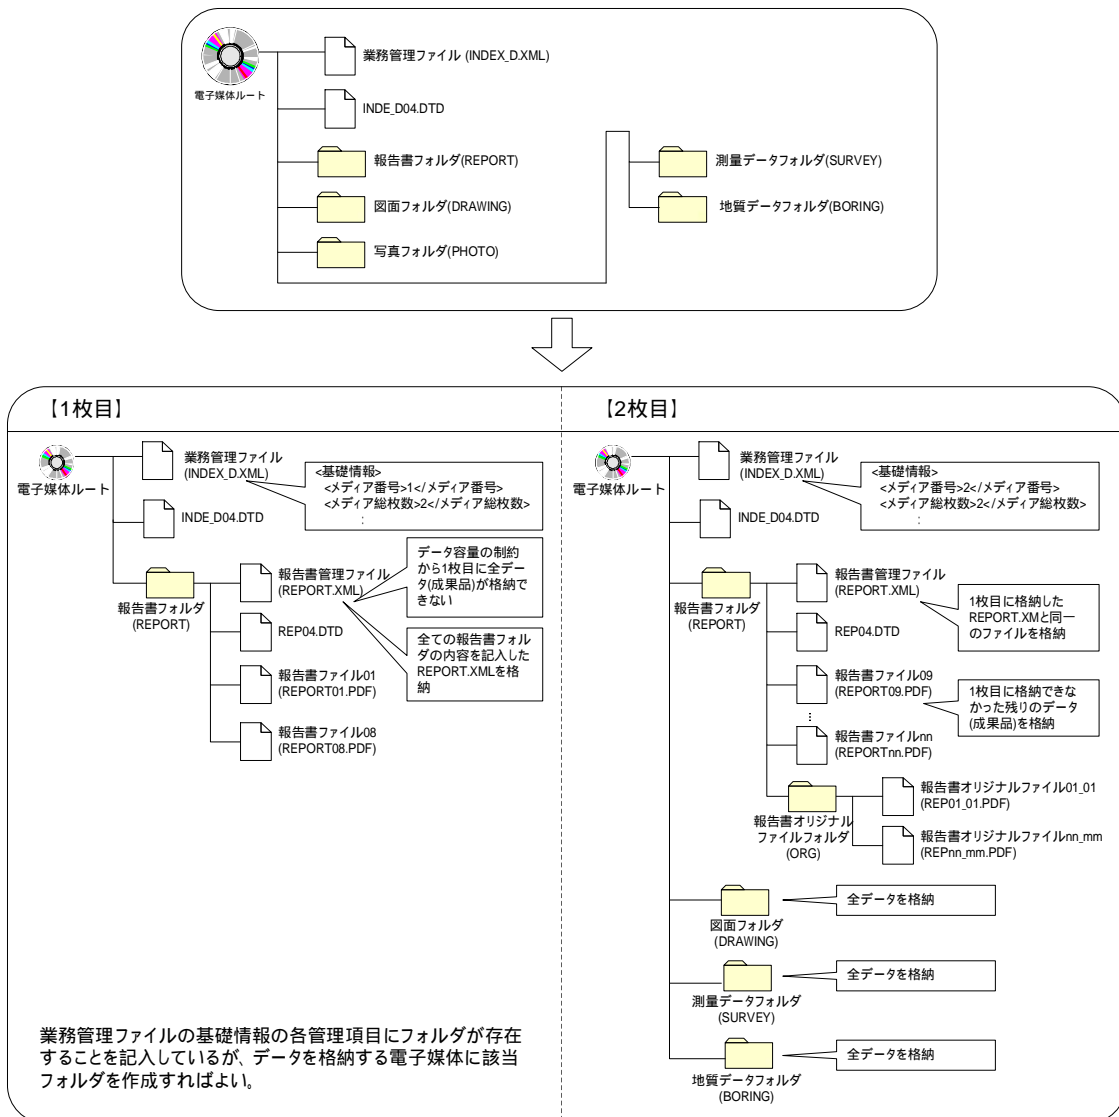 業務管理ファイル (INDEX_D.XML)
電子媒体ルート
INDE_D04.DTD
報告書フォルダ(REPORT)
図面フォルダ(DRAWING)
写真フォルダ(PHOTO)
測量データフォルダ(SURVEY)
地質データフォルダ(BORING)
【1枚目】
業務管理ファイル
(INDEX_D.XML)
電子媒体ルート
<基礎情報>
<メディア番号>1</メディア番号>
<メディア総枚数>2</メディア総枚数>
:
INDE_D04.DTD
報告書フォルダ
(REPORT)
報告書管理ファイル
(REPORT.XML)
データ容量の制約
から1枚目に全デー
タ(成果品)が格納で
きない
REP04.DTD
全ての報告書フォル
ダの内容を記入した
REPORT.XMLを格
納
報告書ファイル01
(REPORT01.PDF)
報告書ファイル08
(REPORT08.PDF)
業務管理ファイルの基礎情報の各管理項目にフォルダが存在
することを記入しているが、データを格納する電子媒体に該当
フォルダを作成すればよい。
【2枚目】
業務管理ファイル
(INDEX_D.XML)
電子媒体ルート
<基礎情報>
<メディア番号>2</メディア番号>
<メディア総枚数>2</メディア総枚数>
:
INDE_D04.DTD
報告書フォルダ
(REPORT)
報告書管理ファイル
(REPORT.XML)
1枚目に格納した
REPORT.XMと同一
のファイルを格納
REP04.DTD
報告書ファイル09
(REPORT09.PDF)
1枚目に格納できな
かった残りのデータ
(成果品)を格納
⋮
報告書ファイルnn
(REPORTnn.PDF)
報告書オリジナル
ファイルフォルダ
(ORG)
報告書オリジナルファイル01_01
(REP01_01.PDF)
報告書オリジナルファイルnn_mm
(REPnn_mm.PDF)
図面フォルダ
(DRAWING)
全データを格納
測量データフォルダ
(SURVEY)
全データを格納
地質データフォルダ
(BORING)
全データを格納